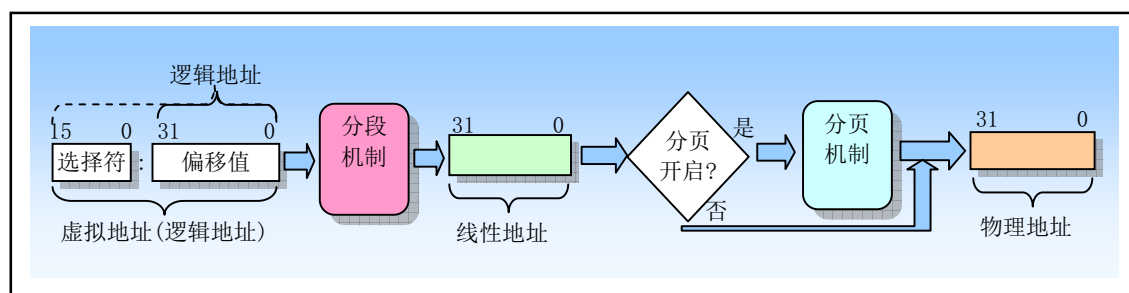 逻辑地址
15 0 31 0
选择符 : 偏移值
虚拟地址(逻辑地址)
分段
机制
31 0
线性地址
分页
开启?
是
否
分页
机制
31 0
物理地址